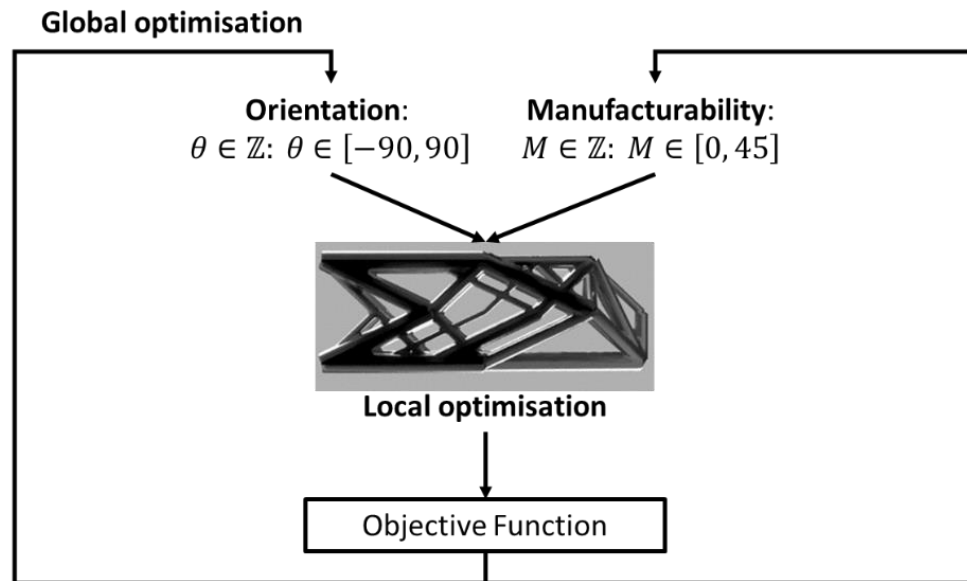 Global optimisation
Orientation:
θ ∈ ℤ: θ ∈ [−90, 90]
Manufacturability:
M ∈ ℤ: M ∈ [0, 45]
Local optimisation
Objective Function